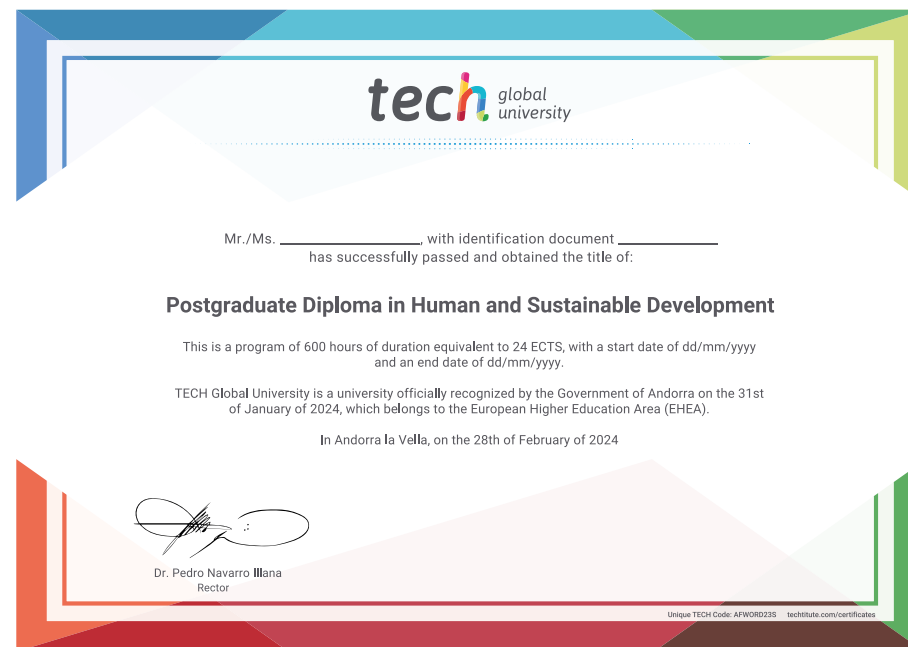 tech global university
Mr./Ms. ____________, with identification document ____________
has successfully passed and obtained the title of:
Postgraduate Diploma in Human and Sustainable Development
This is a program of 600 hours of duration equivalent to 24 ECTS, with a start date of dd/mm/yyyy
and an end date of dd/mm/yyyy.
TECH Global University is a university officially recognized by the Government of Andorra on the 31st
of January of 2024, which belongs to the European Higher Education Area (EHEA).
In Andorra la Vella, on the 28th of February of 2024
Dr. Pedro Navarro Illana
Rector
Unique TECH Code: AFWORD23S techtitute.com/certificates